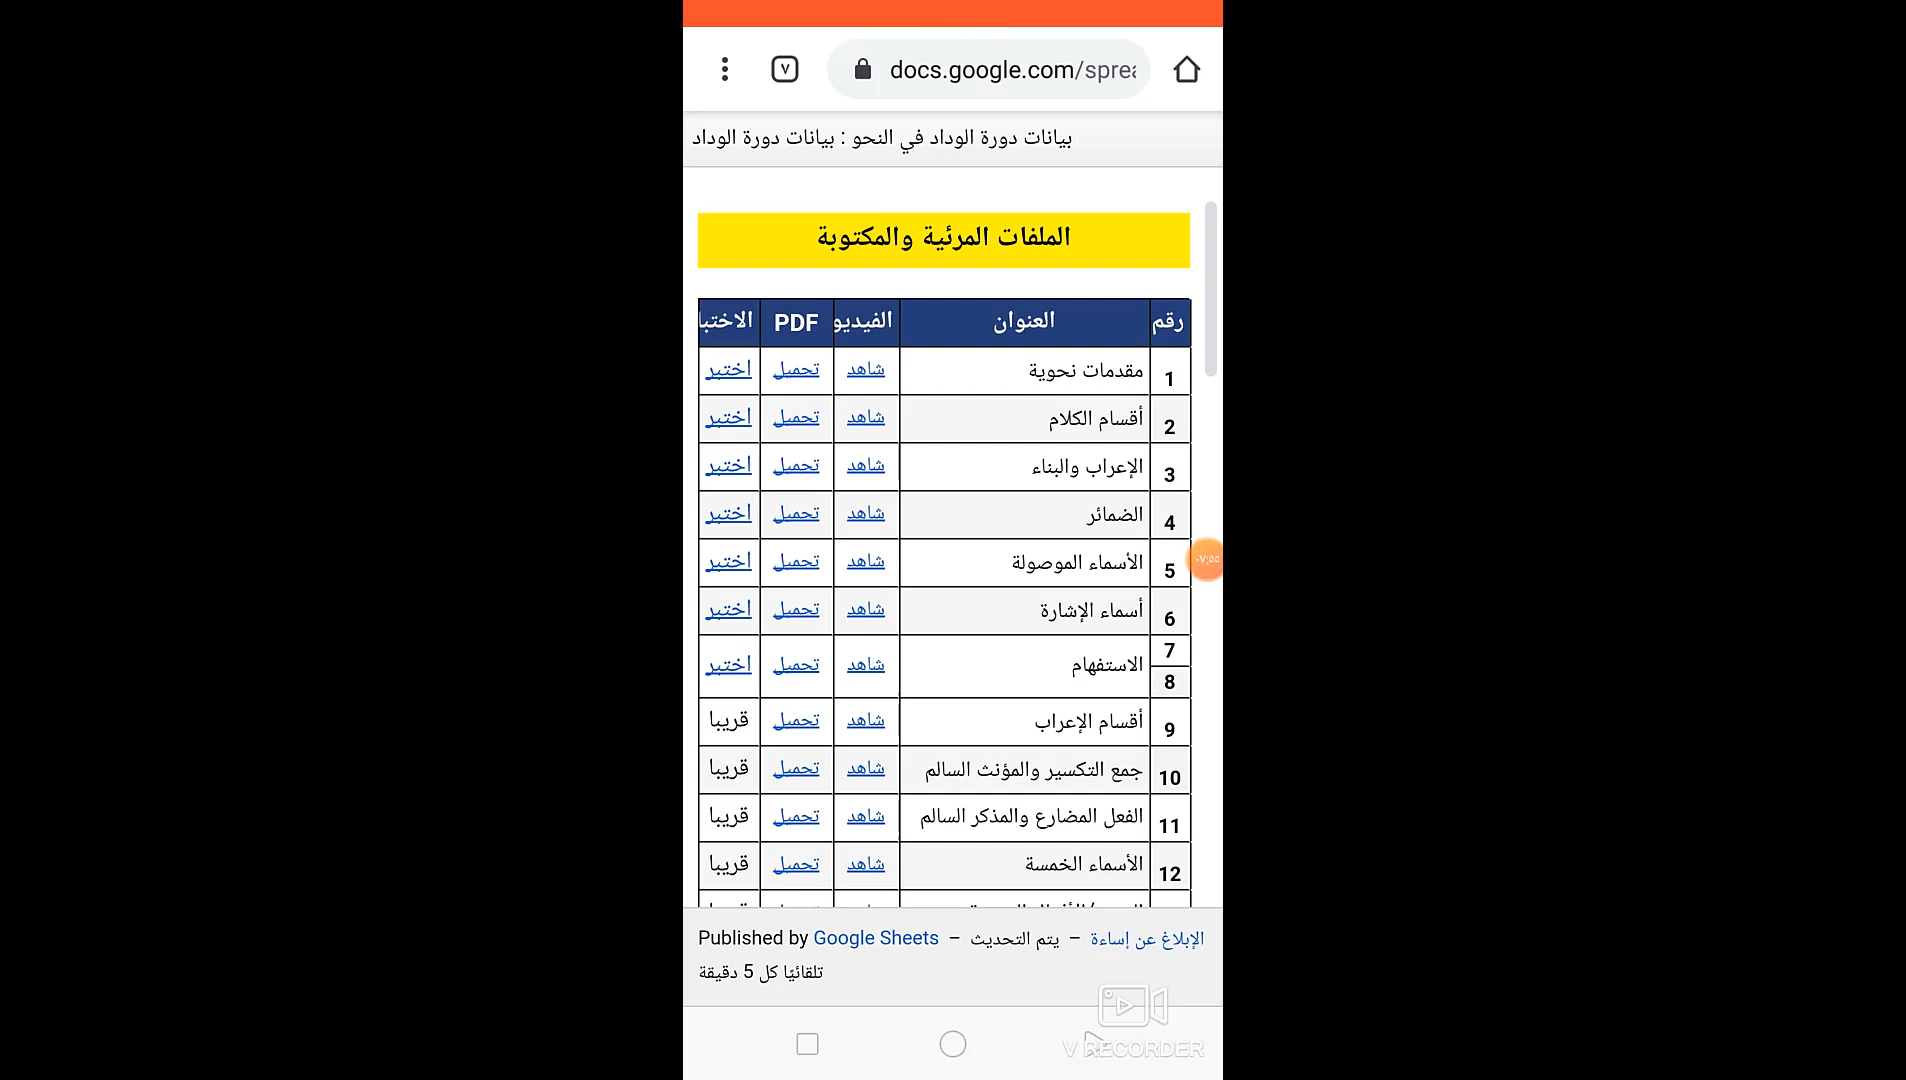 ٧ docs.google.com/sprea
بيانات دورة الوداد في النحو : بيانات دورة الوداد
الملفات المرئية والمكتوبة
رقم العنوان الفيديو PDF الاختبا
1 مقدمات نحوية شاهد تحميل اختبر
2 أقسام الكلام شاهد تحميل اختبر
3 الإعراب والبناء شاهد تحميل اختبر
4 الضمائر شاهد تحميل اختبر
5 الأسماء الموصولة شاهد تحميل اختبر
٠٧:٥٥
6 أسماء الإشارة شاهد تحميل اختبر
7
8 الاستفهام شاهد تحميل اختبر
9 أقسام الإعراب شاهد تحميل قريبا
10 جمع التكسير والمؤنث السالم شاهد تحميل قريبا
11 الفعل المضارع والمذكر السالم شاهد تحميل قريبا
12 الأسماء الخمسة شاهد تحميل قريبا
Published by Google Sheets – يتم التحديث – الإبلاغ عن إساءة
تلقائيًا كل 5 دقيقة
V RECORDER